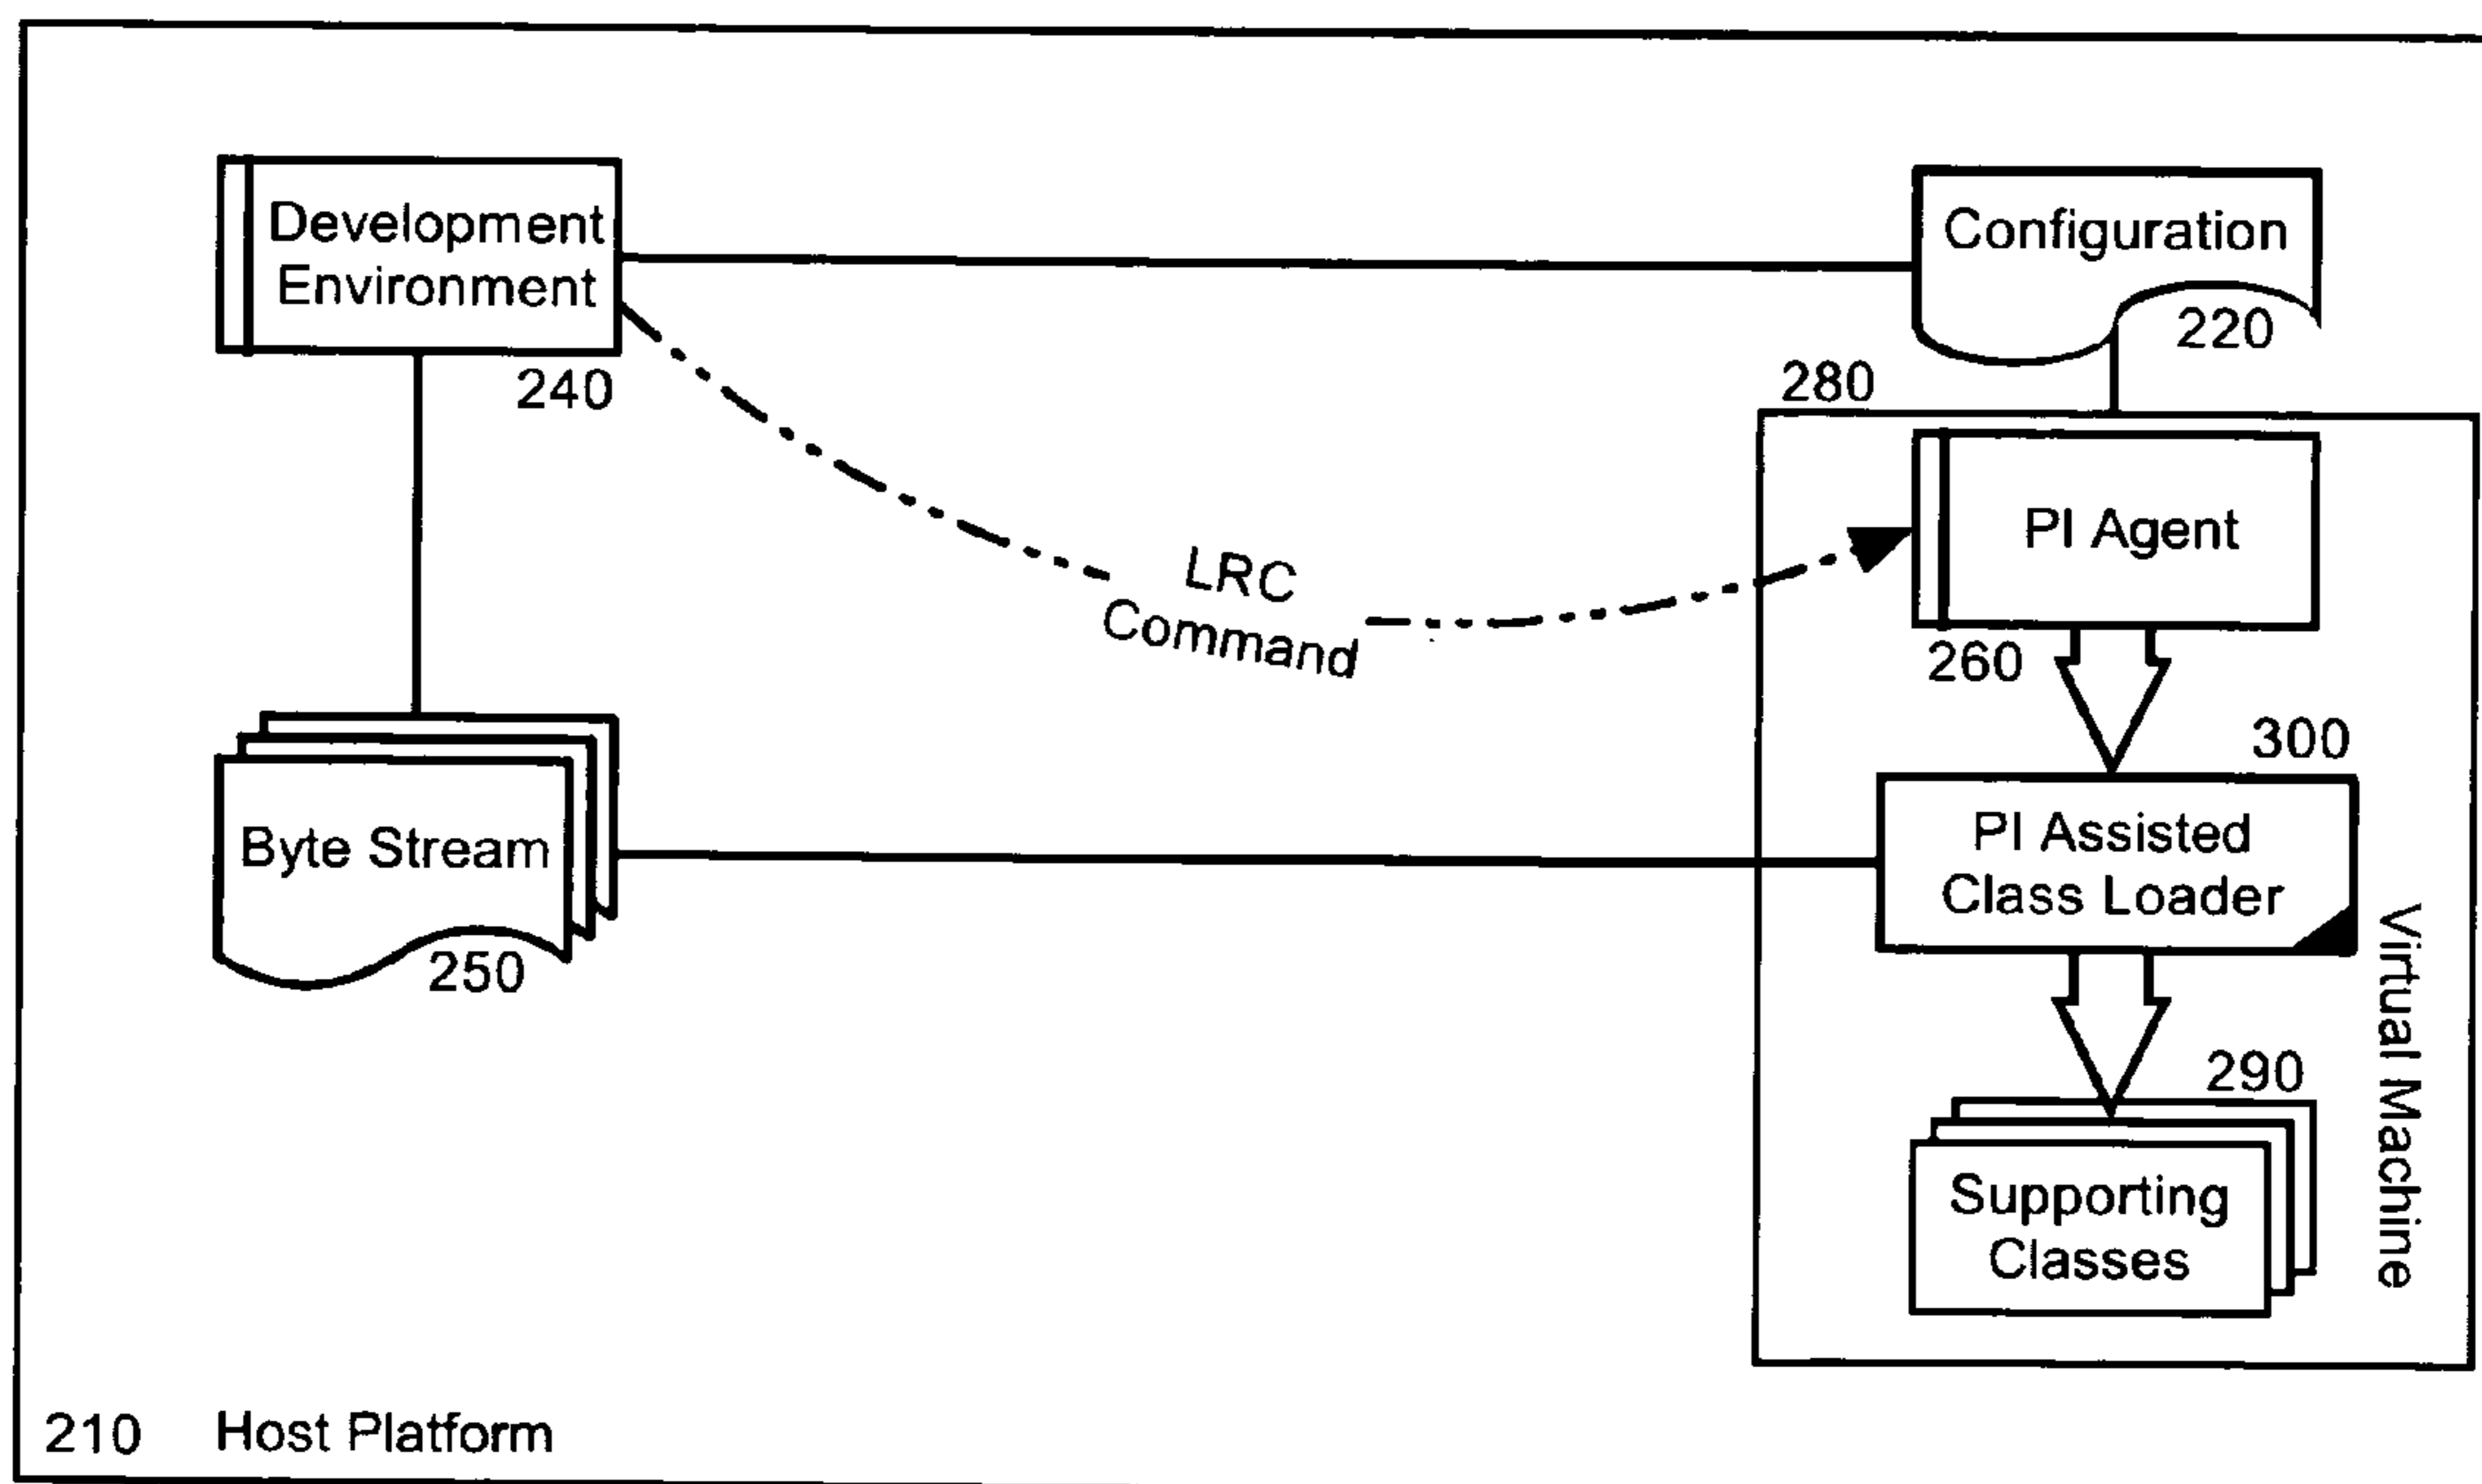 Development
Environment
240
Configuration
220
280
PI Agent
260
LRC
Command
300
PI Assisted
Class Loader
Byte Stream
250
290
Supporting
Classes
Virtual Machine
210 Host Platform